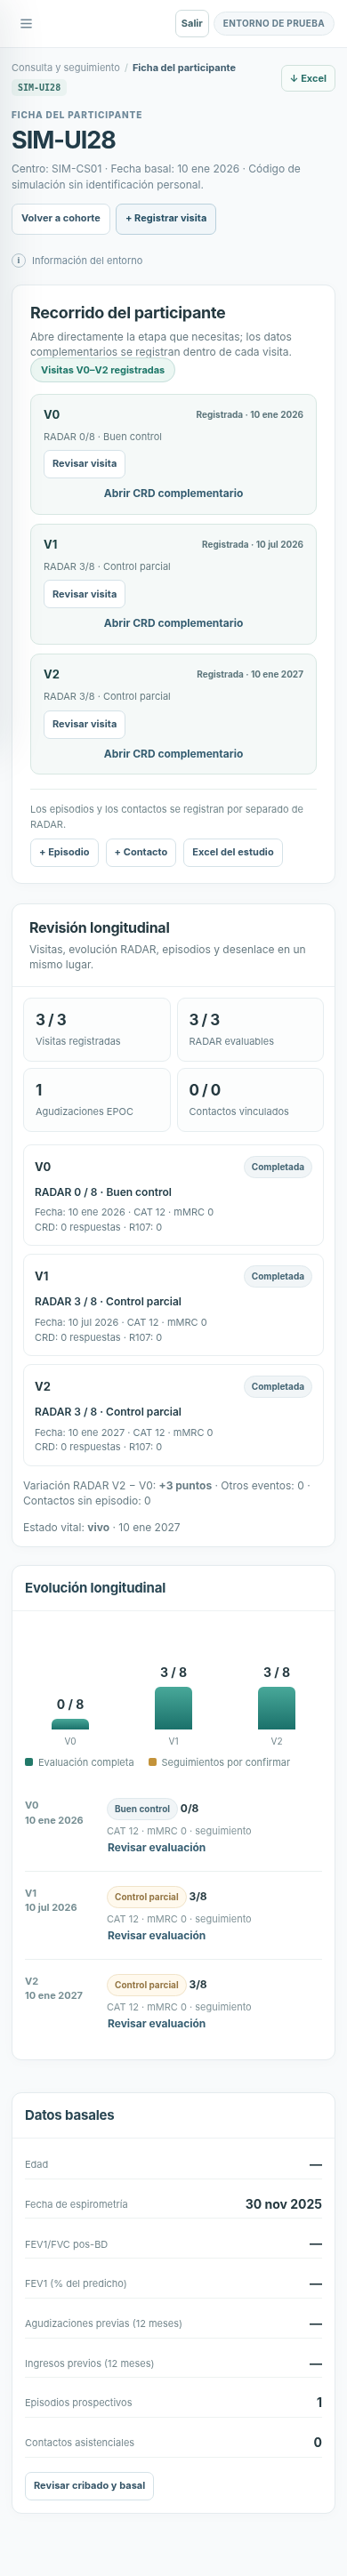 Salir
ENTORNO DE PRUEBA
Consulta y seguimiento / Ficha del participante
SIM-UI28
↓ Excel
FICHA DEL PARTICIPANTE
SIM-UI28
Centro: SIM-CS01 · Fecha basal: 10 ene 2026 · Código de
simulación sin identificación personal.
Volver a cohorte
+ Registrar visita
i Información del entorno
Recorrido del participante
Abre directamente la etapa que necesitas; los datos
complementarios se registran dentro de cada visita.
Visitas V0–V2 registradas
V0
Registrada · 10 ene 2026
RADAR 0/8 · Buen control
Revisar visita
Abrir CRD complementario
V1
Registrada · 10 jul 2026
RADAR 3/8 · Control parcial
Revisar visita
Abrir CRD complementario
V2
Registrada · 10 ene 2027
RADAR 3/8 · Control parcial
Revisar visita
Abrir CRD complementario
Los episodios y los contactos se registran por separado de
RADAR.
+ Episodio
+ Contacto
Excel del estudio
Revisión longitudinal
Visitas, evolución RADAR, episodios y desenlace en un
mismo lugar.
3 / 3
Visitas registradas
3 / 3
RADAR evaluables
1
Agudizaciones EPOC
0 / 0
Contactos vinculados
V0
Completada
RADAR 0 / 8 · Buen control
Fecha: 10 ene 2026 · CAT 12 · mMRC 0
CRD: 0 respuestas · R107: 0
V1
Completada
RADAR 3 / 8 · Control parcial
Fecha: 10 jul 2026 · CAT 12 · mMRC 0
CRD: 0 respuestas · R107: 0
V2
Completada
RADAR 3 / 8 · Control parcial
Fecha: 10 ene 2027 · CAT 12 · mMRC 0
CRD: 0 respuestas · R107: 0
Variación RADAR V2 − V0: +3 puntos · Otros eventos: 0 ·
Contactos sin episodio: 0
Estado vital: vivo · 10 ene 2027
Evolución longitudinal
0 / 8
3 / 8
3 / 8
V0
V1
V2
Evaluación completa
Seguimientos por confirmar
V0
10 ene 2026
Buen control 0/8
CAT 12 · mMRC 0 · seguimiento
Revisar evaluación
V1
10 jul 2026
Control parcial 3/8
CAT 12 · mMRC 0 · seguimiento
Revisar evaluación
V2
10 ene 2027
Control parcial 3/8
CAT 12 · mMRC 0 · seguimiento
Revisar evaluación
Datos basales
Edad —
Fecha de espirometría 30 nov 2025
FEV1/FVC pos-BD —
FEV1 (% del predicho) —
Agudizaciones previas (12 meses) —
Ingresos previos (12 meses) —
Episodios prospectivos 1
Contactos asistenciales 0
Revisar cribado y basal